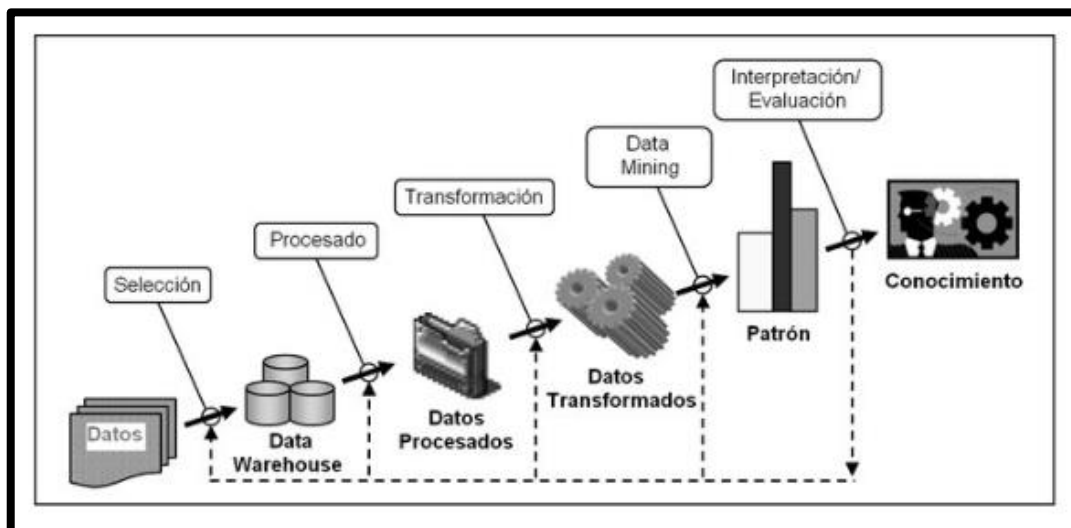 Interpretación/
Evaluación
Data
Mining
Transformación
Procesado
Selección
Conocimiento
Patrón
Datos
Transformados
Datos
Procesados
Data
Warehouse
Datos